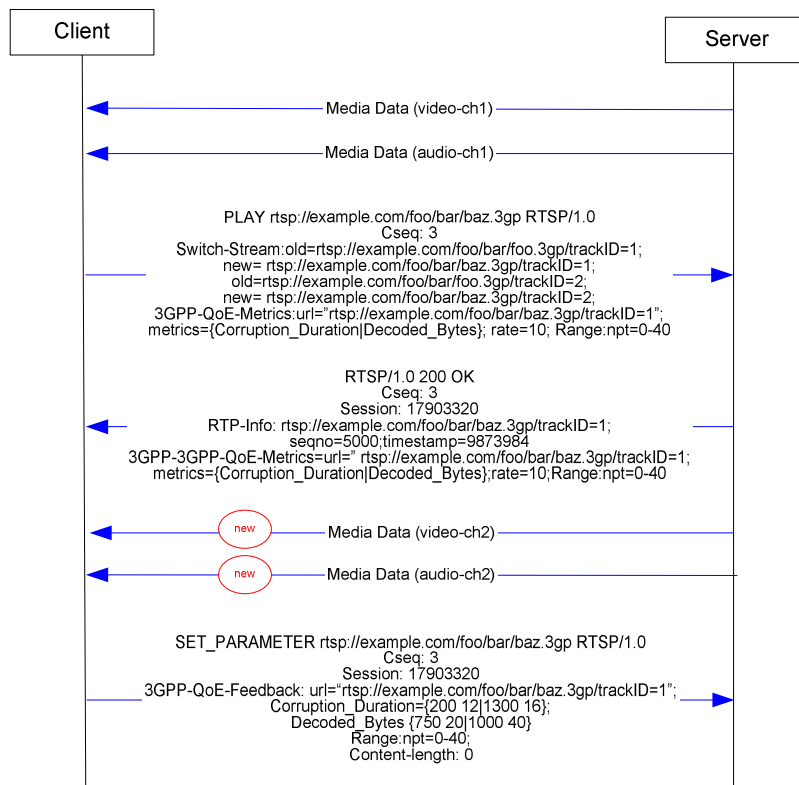 Client
Server
Media Data (video-ch1)
Media Data (audio-ch1)
PLAY rtsp://example.com/foo/bar/baz.3gp RTSP/1.0
Cseq: 3
Switch-Stream:old=rtsp://example.com/foo/bar/foo.3gp/trackID=1;
new= rtsp://example.com/foo/bar/baz.3gp/trackID=1;
old=rtsp://example.com/foo/bar/foo.3gp/trackID=2;
new= rtsp://example.com/foo/bar/baz.3gp/trackID=2;
3GPP-QoE-Metrics:url=”rtsp://example.com/foo/bar/baz.3gp/trackID=1”;
metrics={Corruption_Duration|Decoded_Bytes}; rate=10; Range:npt=0-40
RTSP/1.0 200 OK
Cseq: 3
Session: 17903320
RTP-Info: rtsp://example.com/foo/bar/baz.3gp/trackID=1;
seqno=5000;timestamp=9873984
3GPP-3GPP-QoE-Metrics=url=” rtsp://example.com/foo/bar/baz.3gp/trackID=1;
metrics={Corruption_Duration|Decoded_Bytes};rate=10;Range:npt=0-40
new
Media Data (video-ch2)
new
Media Data (audio-ch2)
SET_PARAMETER rtsp://example.com/foo/bar/baz.3gp RTSP/1.0
Cseq: 3
Session: 17903320
3GPP-QoE-Feedback: url=“rtsp://example.com/foo/bar/baz.3gp/trackID=1”;
Corruption_Duration={200 12|1300 16};
Decoded_Bytes {750 20|1000 40}
Range:npt=0-40;
Content-length: 0